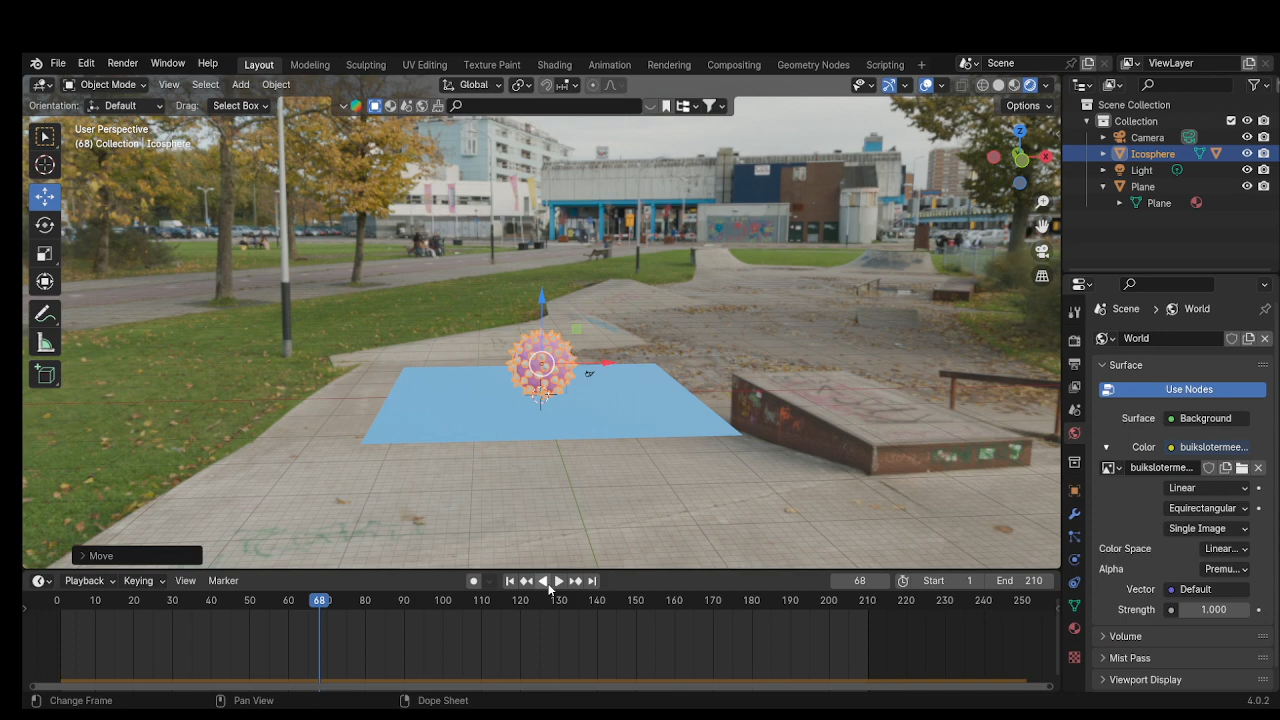 File Edit Render Window Help Layout Modeling Sculpting UV Editing Texture Paint Shading Animation Rendering Compositing Geometry Nodes Scripting + Scene ViewLayer
Object Mode View Select Add Object Global
Orientation: Default Drag: Select Box Options
User Perspective
(68) Collection | Icosphere
Z
X
Scene Collection
Collection
Camera
Icosphere
Light
Plane
Plane
Scene > World
World
Surface
Use Nodes
Surface Background
Color buikslotermee...
buiksloterme...
Linear
Equirectangular
Single Image
Color Space Linear...
Alpha Premu...
Vector Default
Strength 1.000
Volume
Mist Pass
Viewport Display
Move
Playback Keying View Marker 68 Start 1 End 210
0 10 20 30 40 50 60 68 80 90 100 110 120 130 140 150 160 170 180 190 200 210 220 230 240 250
Change Frame Pan View Dope Sheet 4.0.2